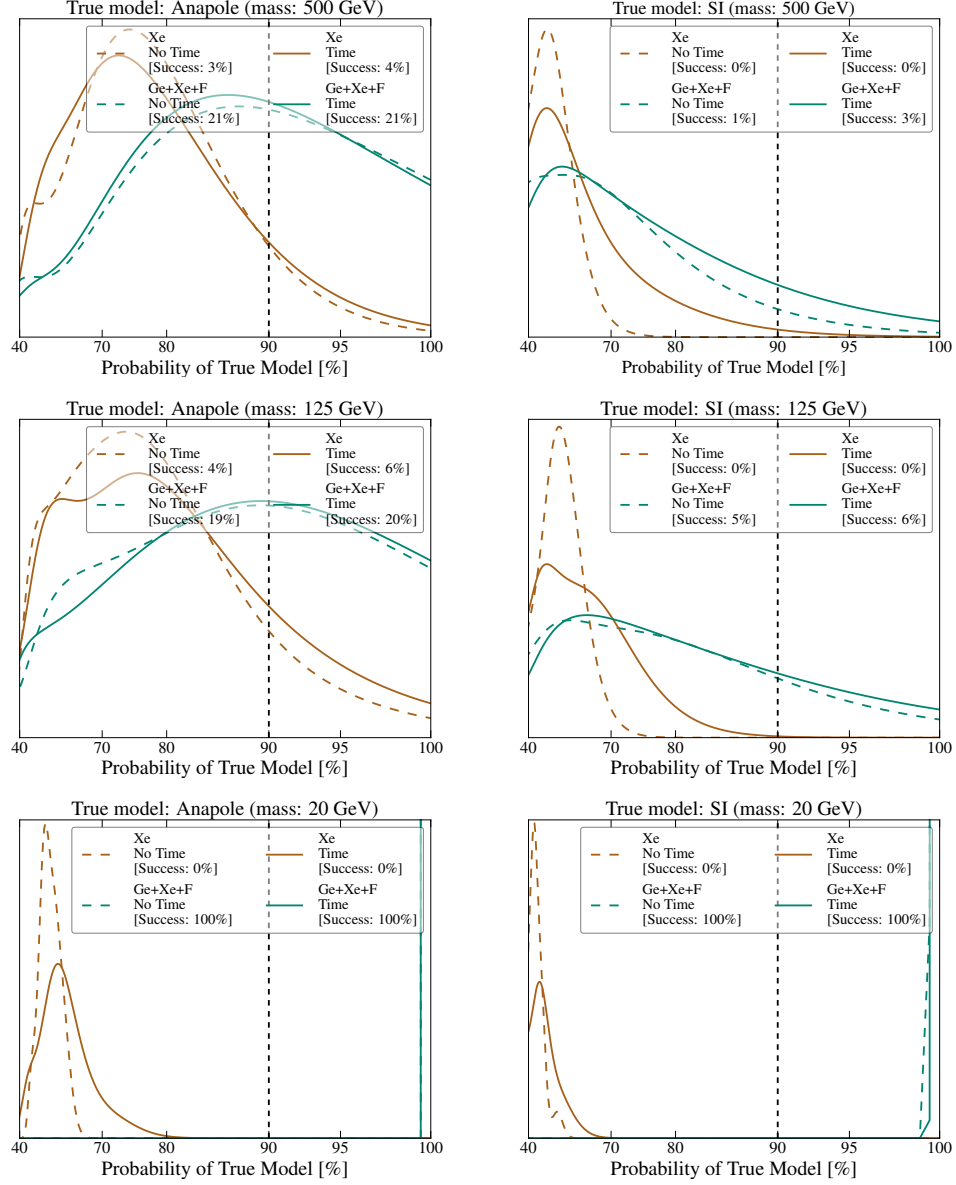 True model: Anapole (mass: 500 GeV)
Xe
No Time
[Success: 3%]
Ge+Xe+F
No Time
[Success: 21%]
Xe
Time
[Success: 4%]
Ge+Xe+F
Time
[Success: 21%]
40 70 80 90 95 100
Probability of True Model [%]
True model: SI (mass: 500 GeV)
Xe
No Time
[Success: 0%]
Ge+Xe+F
No Time
[Success: 1%]
Xe
Time
[Success: 0%]
Ge+Xe+F
Time
[Success: 3%]
40 70 80 90 95 100
Probability of True Model [%]
True model: Anapole (mass: 125 GeV)
Xe
No Time
[Success: 4%]
Ge+Xe+F
No Time
[Success: 19%]
Xe
Time
[Success: 6%]
Ge+Xe+F
Time
[Success: 20%]
40 70 80 90 95 100
Probability of True Model [%]
True model: SI (mass: 125 GeV)
Xe
No Time
[Success: 0%]
Ge+Xe+F
No Time
[Success: 5%]
Xe
Time
[Success: 0%]
Ge+Xe+F
Time
[Success: 6%]
40 70 80 90 95 100
Probability of True Model [%]
True model: Anapole (mass: 20 GeV)
Xe
No Time
[Success: 0%]
Ge+Xe+F
No Time
[Success: 100%]
Xe
Time
[Success: 0%]
Ge+Xe+F
Time
[Success: 100%]
40 70 80 90 95 100
Probability of True Model [%]
True model: SI (mass: 20 GeV)
Xe
No Time
[Success: 0%]
Ge+Xe+F
No Time
[Success: 100%]
Xe
Time
[Success: 0%]
Ge+Xe+F
Time
[Success: 100%]
40 70 80 90 95 100
Probability of True Model [%]